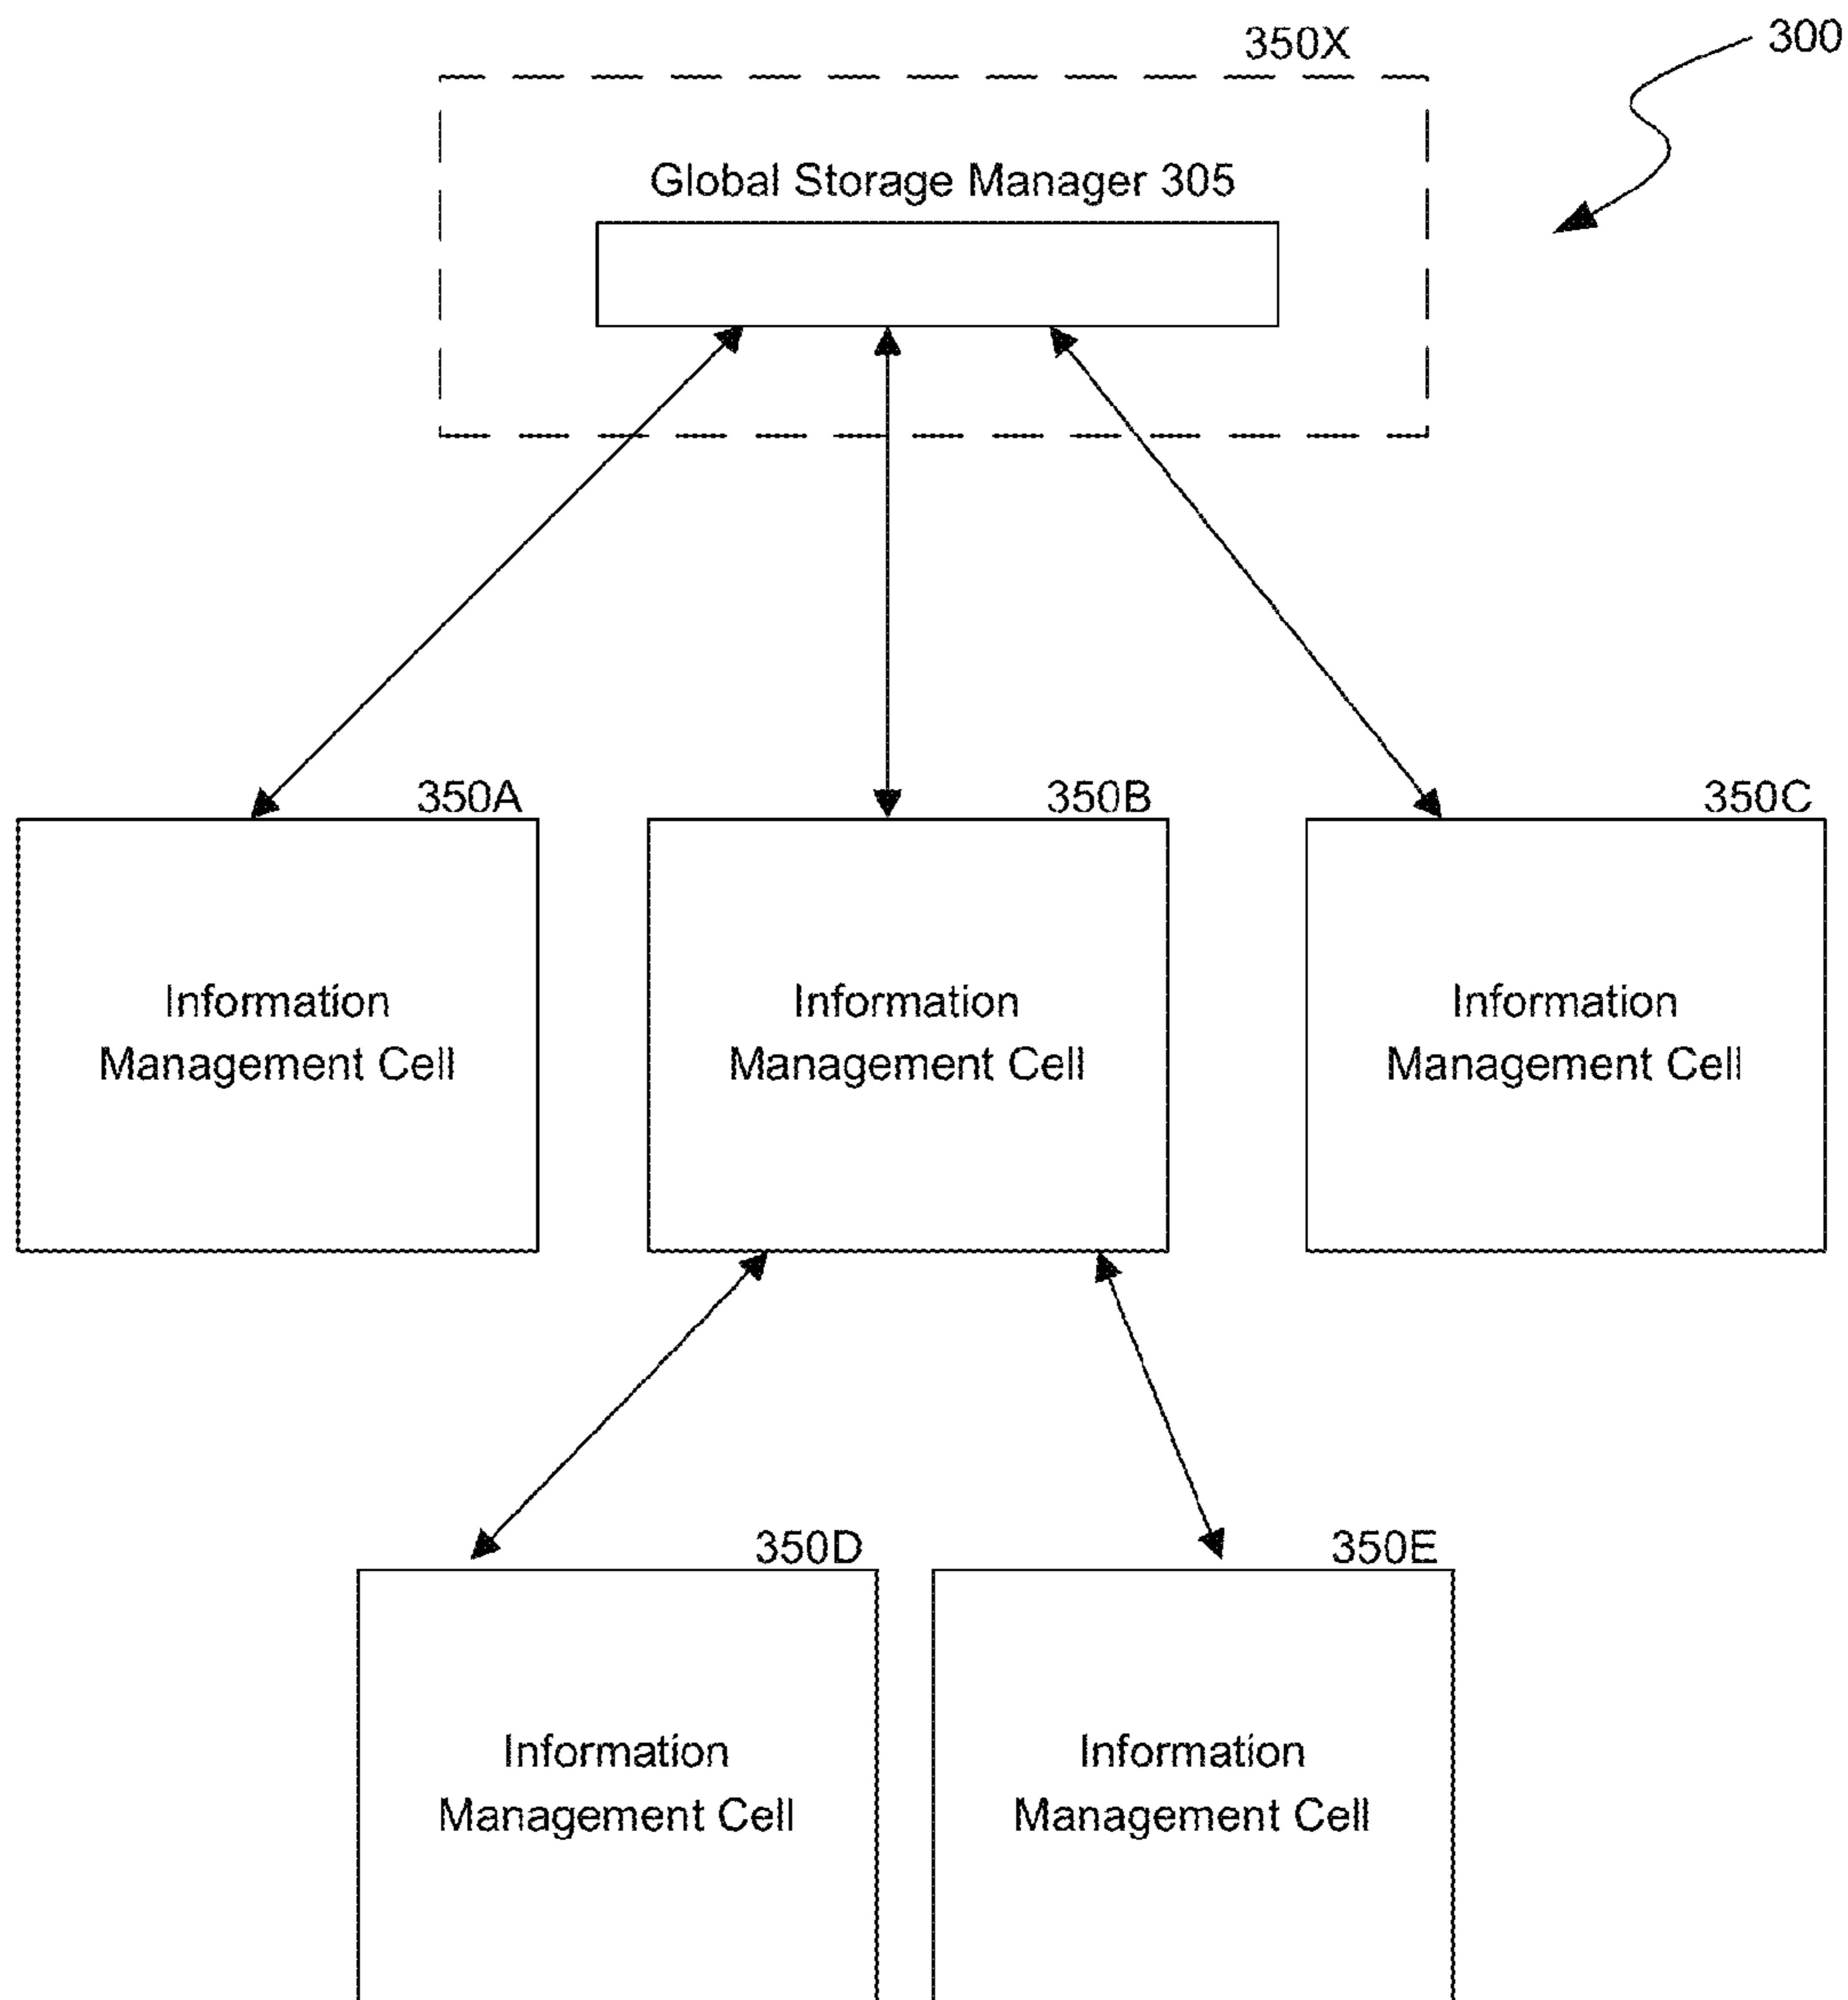 350X
300
Global Storage Manager 305
350A
350B
350C
Information
Management Cell
Information
Management Cell
Information
Management Cell
350D
350E
Information
Management Cell
Information
Management Cell